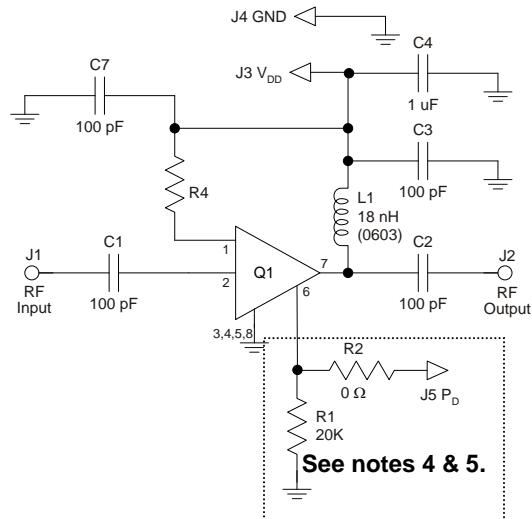 J4 GND
C4
1 uF
J3 VDD
C7
100 pF
C3
100 pF
R4
L1
18 nH
(0603)
J1
RF
Input
C1
100 pF
1
2
Q1
7
6
3,4,5,8
C2
100 pF
J2
RF
Output
R2
0 Ω
J5 PD
R1
20K
See notes 4 & 5.